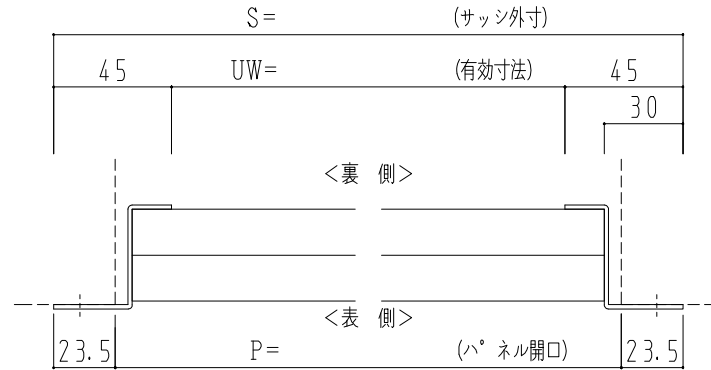 S= (サッシ外寸)
45 UW= (有効寸法) 45
30
<裏 側>
<表 側>
23.5 P= (パネル開口) 23.5